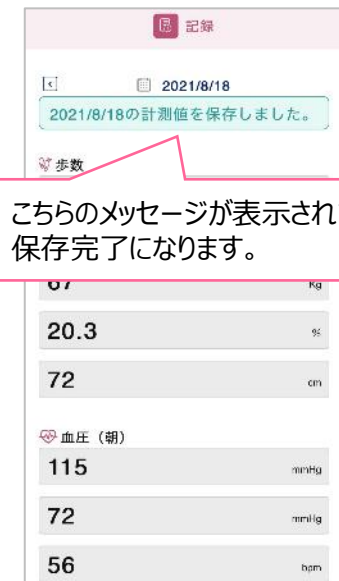 記録
2021/8/18
2021/8/18の計測値を保存しました。
歩数
こちらのメッセージが表示され
保存完了になります。
67 Kg
20.3 %
72 cm
血圧（朝）
115 mmHg
72 mmHg
56 bpm